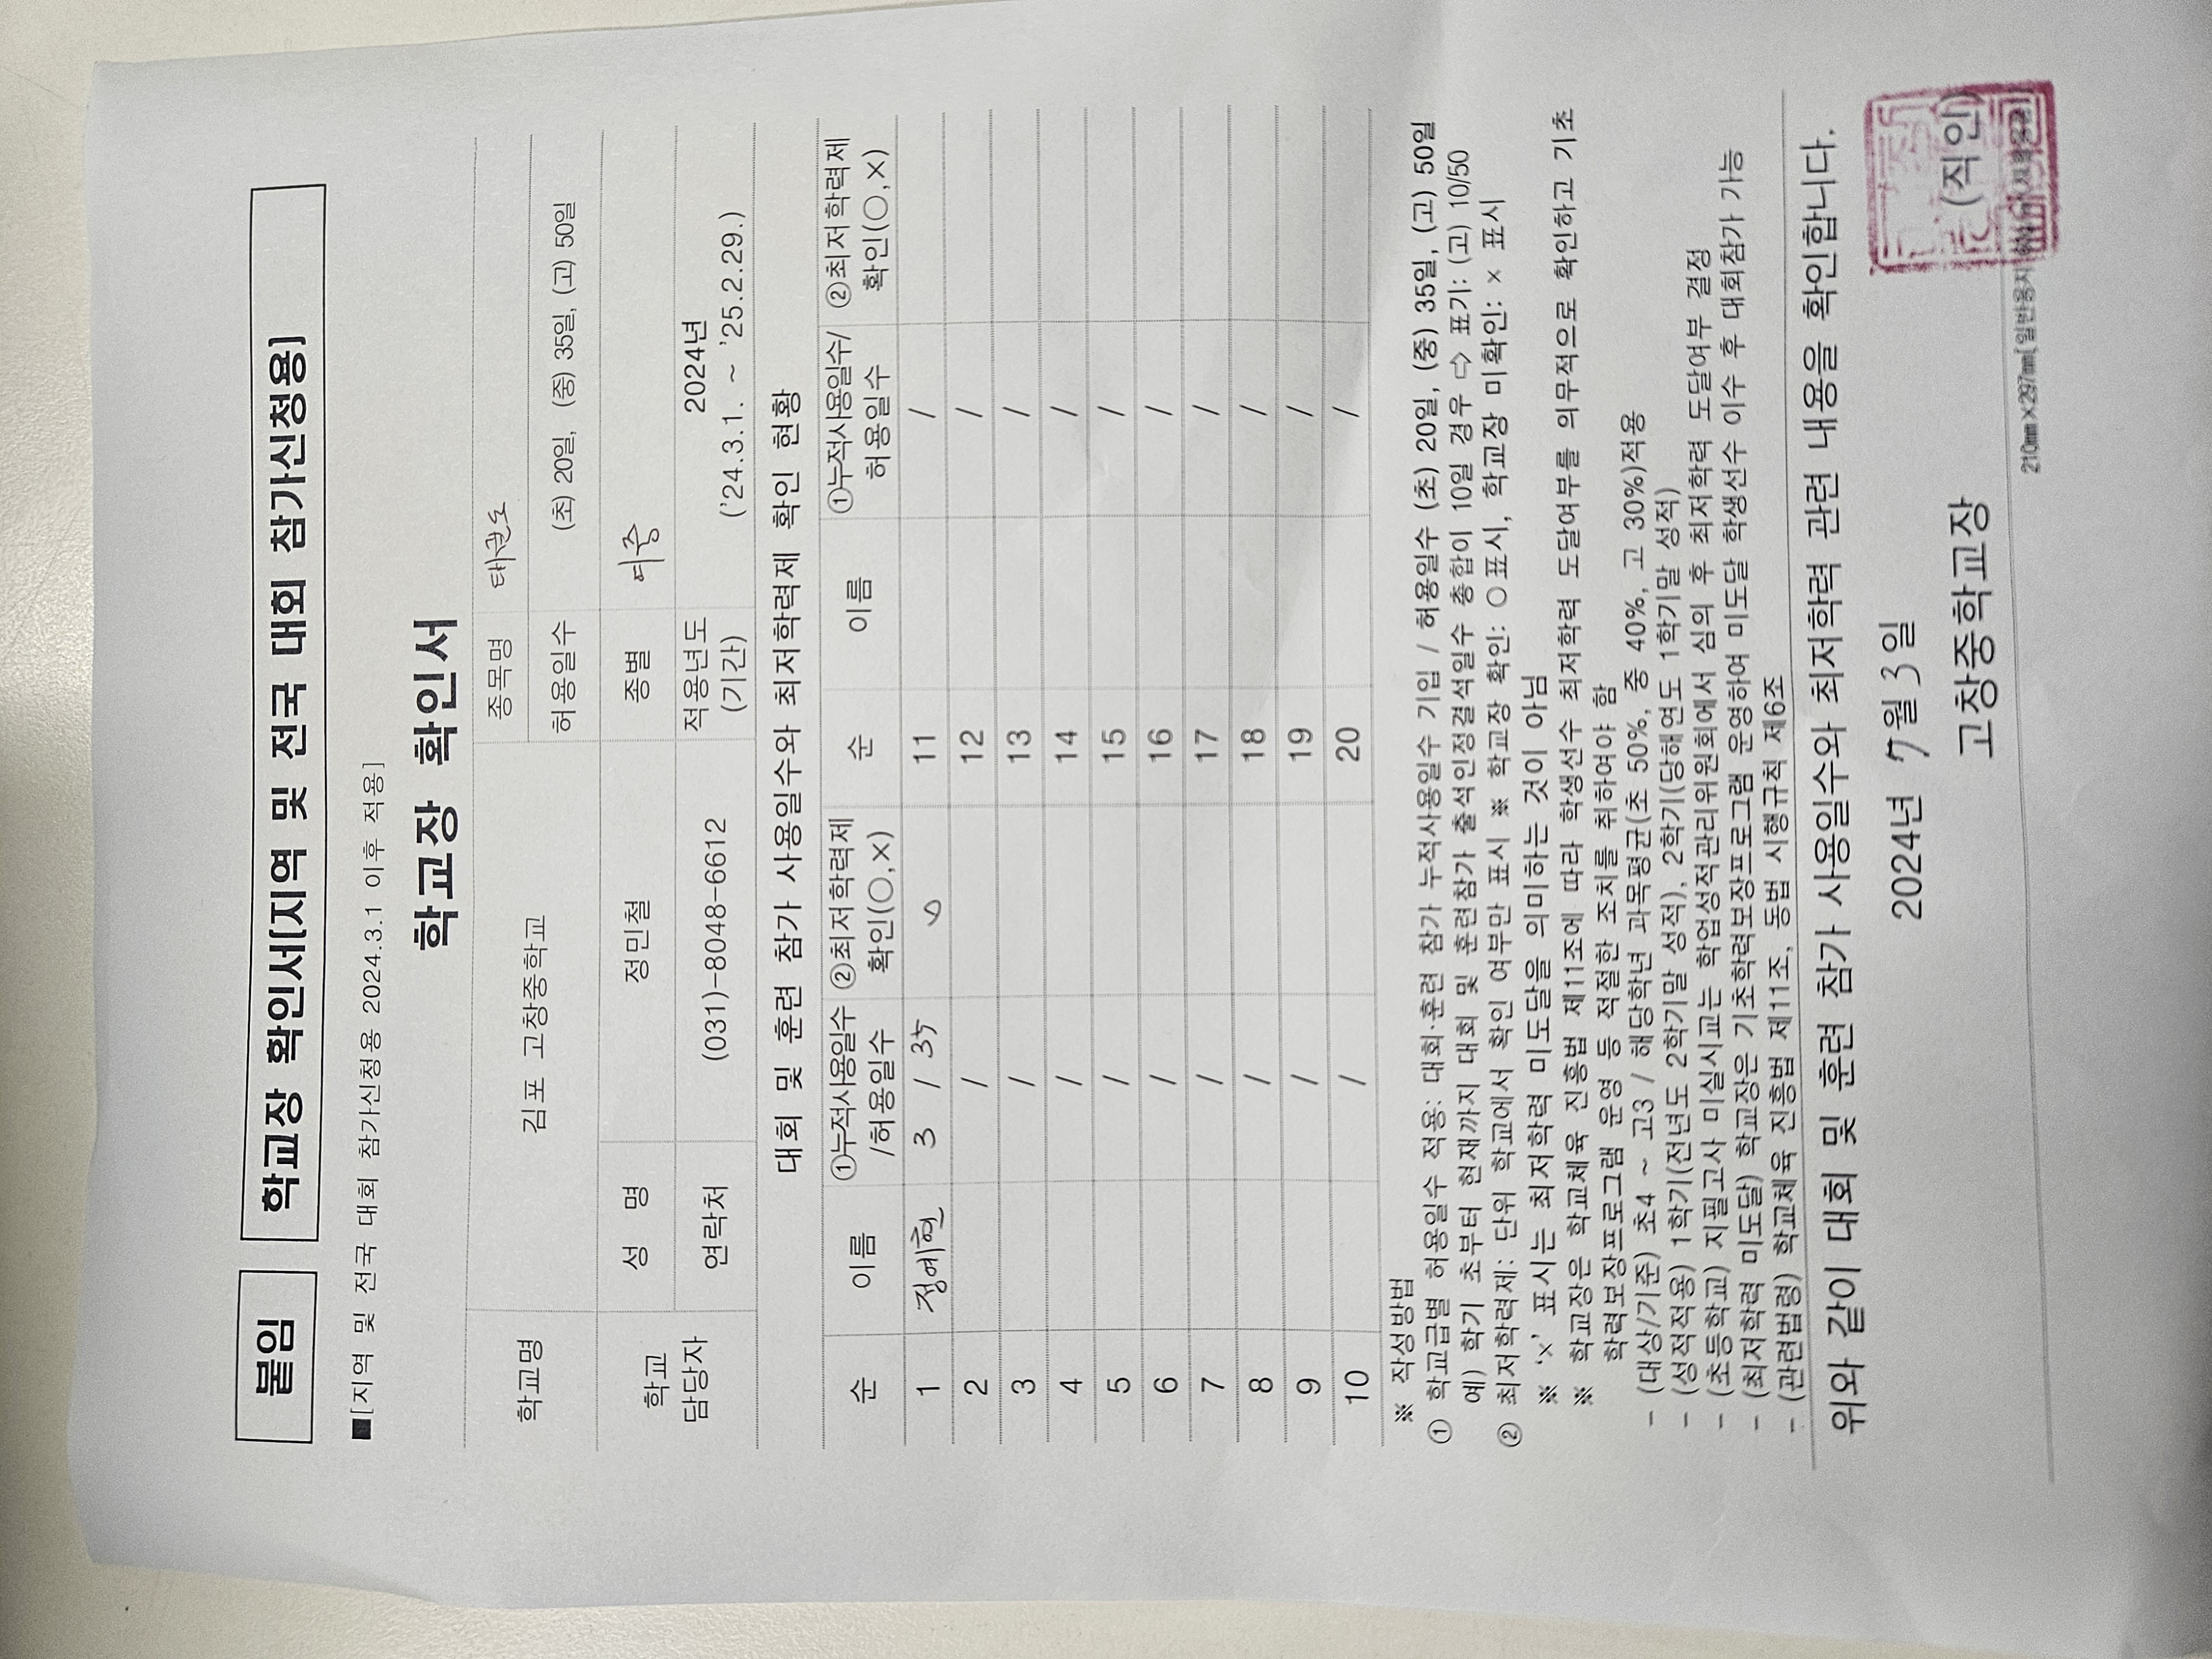 붙임
학교장 확인서[지역 및 전국 대회 참가신청용]
■[지역 및 전국 대회 참가신청용 2024.3.1 이후 적용]
학교장 확인서
학교명 김포 고창중학교 종목명 태권도
허용일수 (초) 20일, (중) 35일, (고) 50일
학교 담당자 성 명 정민철 종별
연락처 (031)-8048-6612 적용년도 (기간) 2024년 ('24.3.1. ~ '25.2.29.)
대회 및 훈련 참가 사용일수와 최저학력제 확인 현황
순 이름 ①누적사용일수 /허용일수 ②최저학력제 확인(○,×) 순 이름 ①누적사용일수/ 허용일수 ②최저학력제 확인(○,×)
1 정예현 3 / 35 11 /
2 / 12 /
3 / 13 /
4 / 14 /
5 / 15 /
6 / 16 /
7 / 17 /
8 / 18 /
9 / 19 /
10 / 20 /
※ 작성방법
① 학교급별 허용일수 적용: 대회·훈련 참가 누적사용일수 기입 / 허용일수 (초) 20일, (중) 35일, (고) 50일
예) 학기 초부터 현재까지 대회 및 훈련참가 출석인정결석일수 총합이 10일 경우 ⇨ 표기: (고) 10/50
② 최저학력제: 단위 학교에서 확인 여부만 표시 ※ 학교장 확인: ○표시, 학교장 미확인: × 표시
※ '×' 표시는 최저학력 미도달을 의미하는 것이 아님
※ 학교장은 학교체육 진흥법 제11조에 따라 학생선수 최저학력 도달여부를 의무적으로 확인하고 기초
학력보장프로그램 운영 등 적절한 조치를 취하여야 함
- (대상/기준) 초4 ~ 고3 / 해당학년 과목평균(초 50%, 중 40%, 고 30%)적용
- (성적적용) 1학기(전년도 2학기말 성적), 2학기(당해연도 1학기말 성적)
- (초등학교) 지필고사 미실시교는 학업성적관리위원회에서 심의 후 최저학력 도달여부 결정
- (최저학력 미도달) 학교장은 기초학력보장프로그램 운영하여 미도달 학생선수 이수 후 대회참가 가능
- (관련법령) 학교체육 진흥법 제11조, 동법 시행규칙 제6조
위와 같이 대회 및 훈련 참가 사용일수와 최저학력 관련 내용을 확인합니다.
2024년 7월 3일
고창중학교장 (직인)
210㎜×297㎜[일반용지